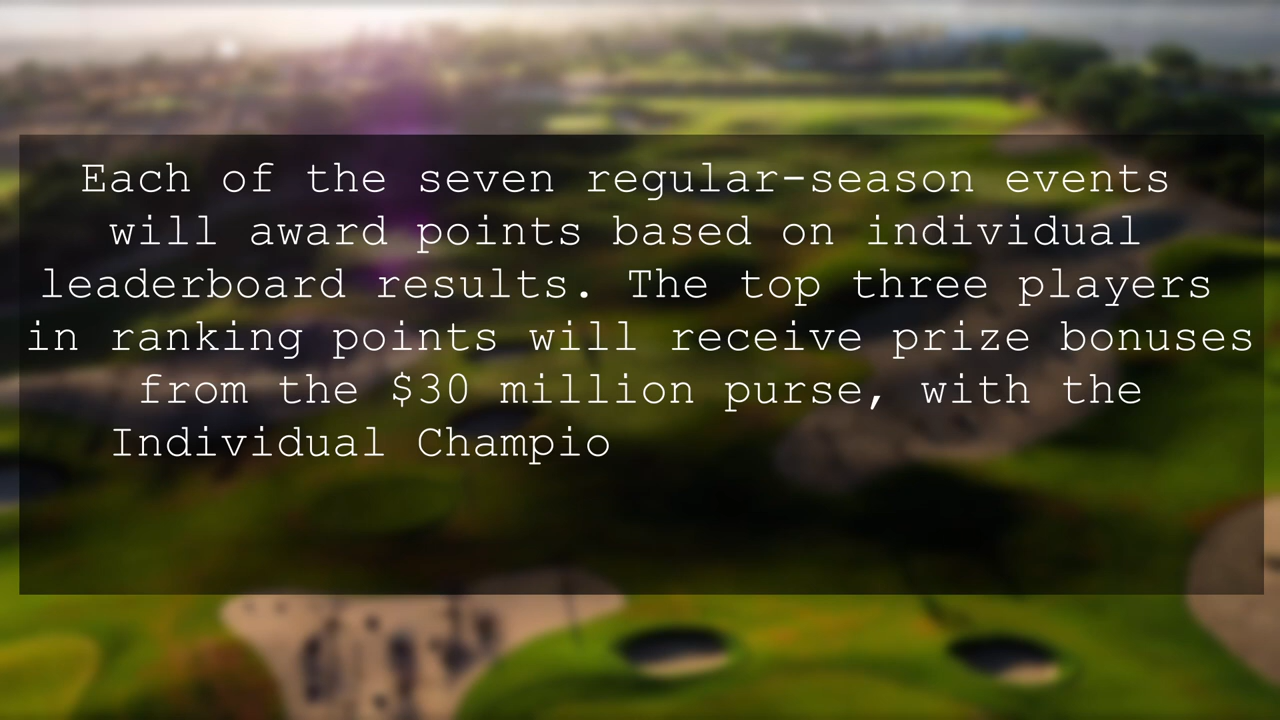 Each of the seven regular-season events
will award points based on individual
leaderboard results. The top three players
in ranking points will receive prize bonuses
from the $30 million purse, with the
Individual Champio